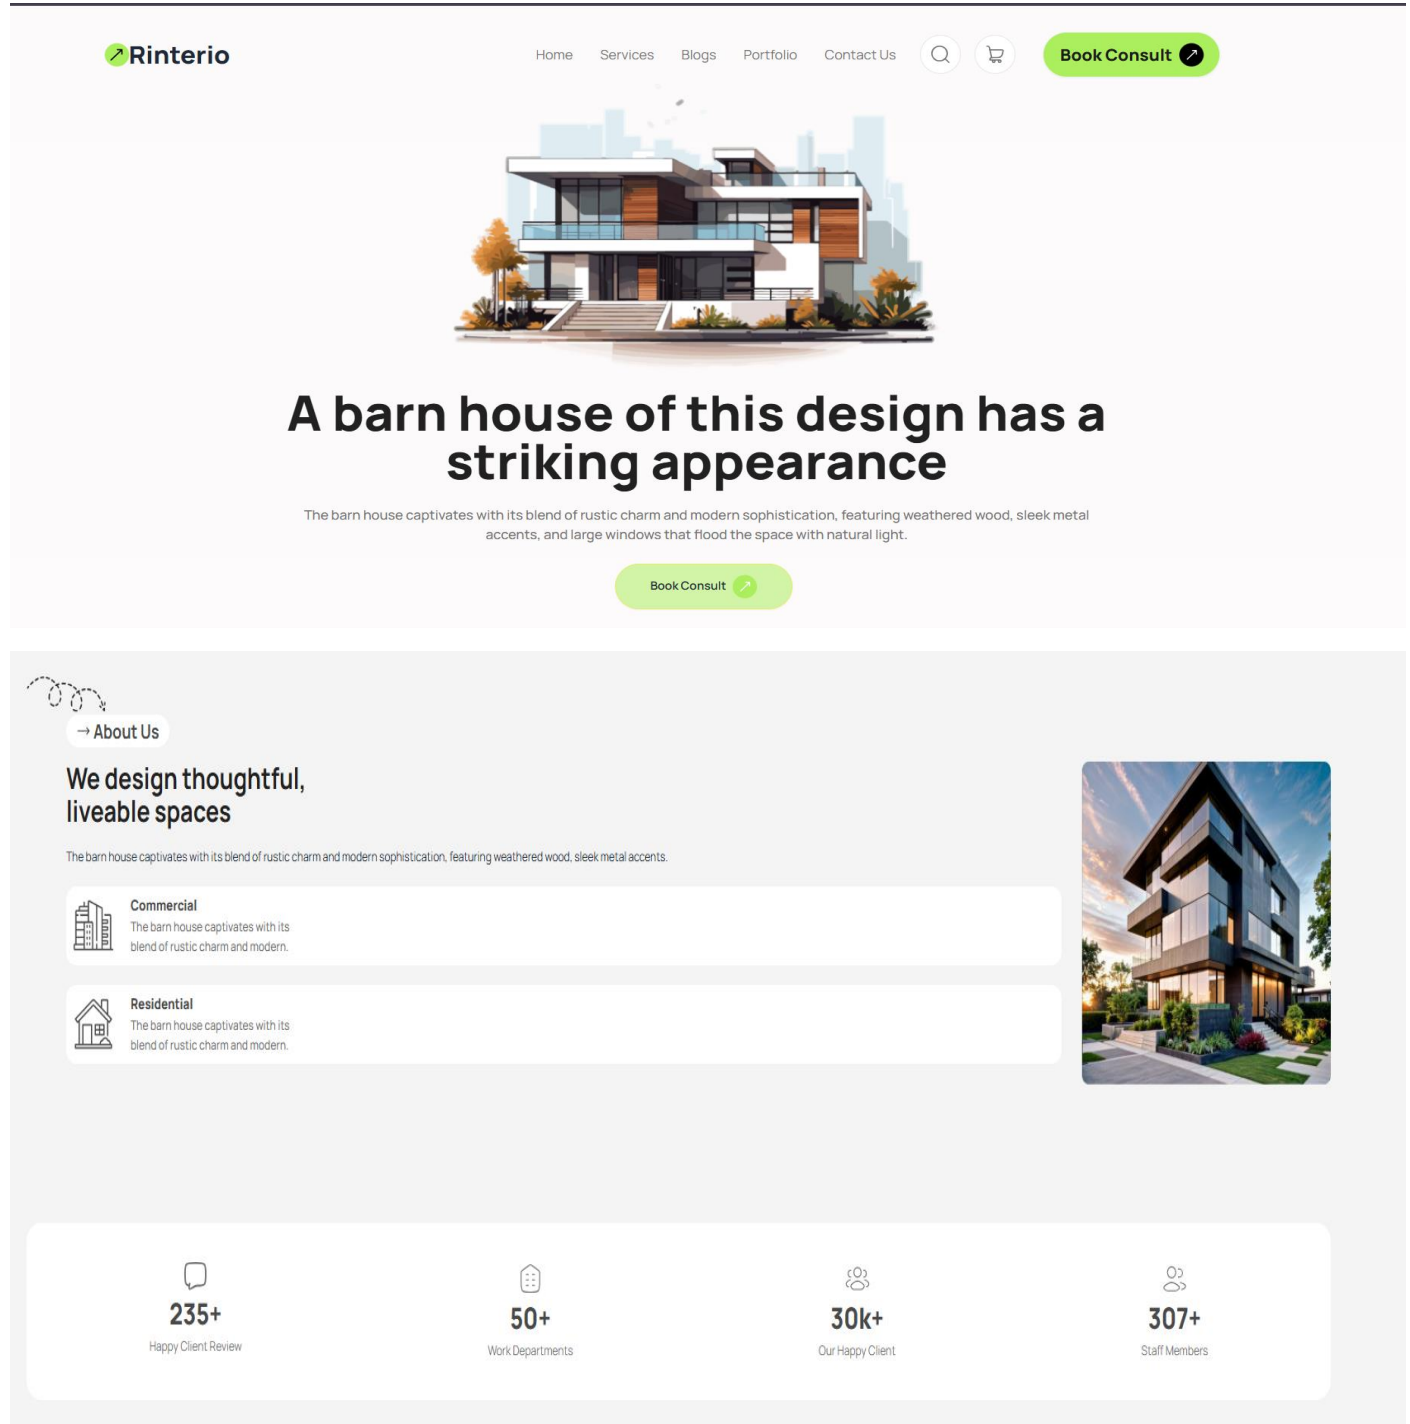 Rinterio
Home Services Blogs Portfolio Contact Us Book Consult
A barn house of this design has a
striking appearance
The barn house captivates with its blend of rustic charm and modern sophistication, featuring weathered wood, sleek metal
accents, and large windows that flood the space with natural light.
Book Consult
→ About Us
We design thoughtful,
liveable spaces
The barn house captivates with its blend of rustic charm and modern sophistication, featuring weathered wood, sleek metal accents.
Commercial
The barn house captivates with its
blend of rustic charm and modern.
Residential
The barn house captivates with its
blend of rustic charm and modern.
235+
Happy Client Review
50+
Work Departments
30k+
Our Happy Client
307+
Staff Members